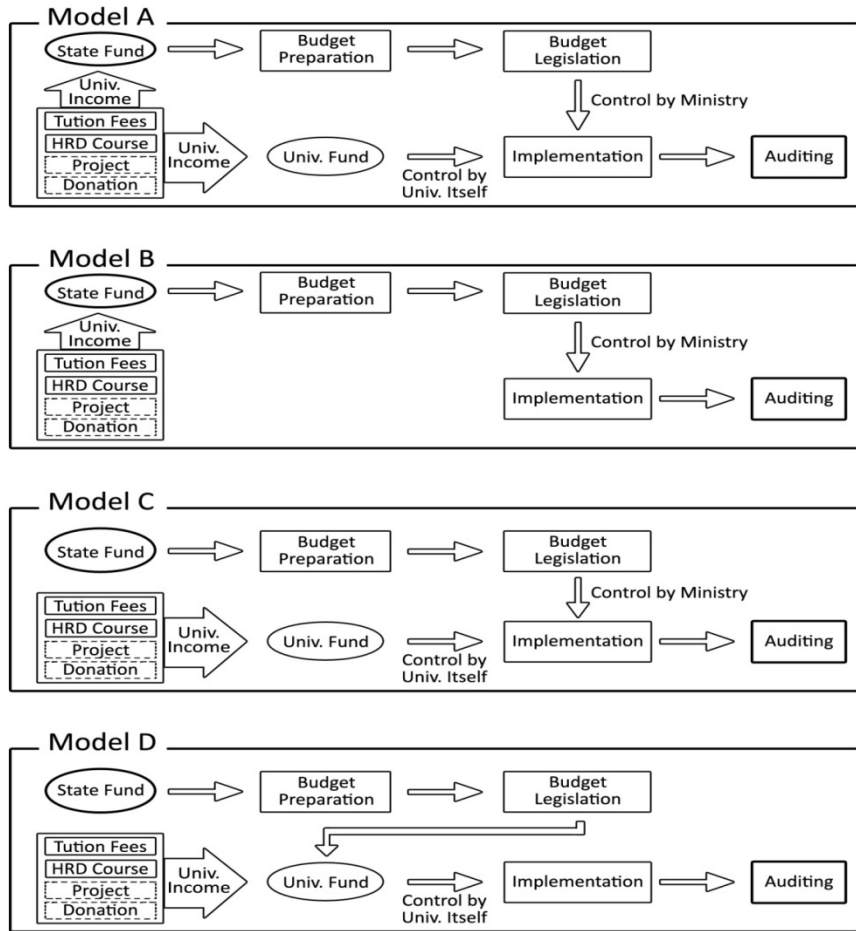 Model A
State Fund
Budget
Preparation
Budget
Legislation
Univ.
Income
Control by Ministry
Tution Fees
HRD Course
Project
Donation
Univ.
Income
Univ. Fund
Control by
Univ. Itself
Implementation
Auditing
Model B
State Fund
Budget
Preparation
Budget
Legislation
Univ.
Income
Control by Ministry
Tution Fees
HRD Course
Project
Donation
Implementation
Auditing
Model C
State Fund
Budget
Preparation
Budget
Legislation
Control by Ministry
Tution Fees
HRD Course
Project
Donation
Univ.
Income
Univ. Fund
Control by
Univ. Itself
Implementation
Auditing
Model D
State Fund
Budget
Preparation
Budget
Legislation
Tution Fees
HRD Course
Project
Donation
Univ.
Income
Univ. Fund
Control by
Univ. Itself
Implementation
Auditing